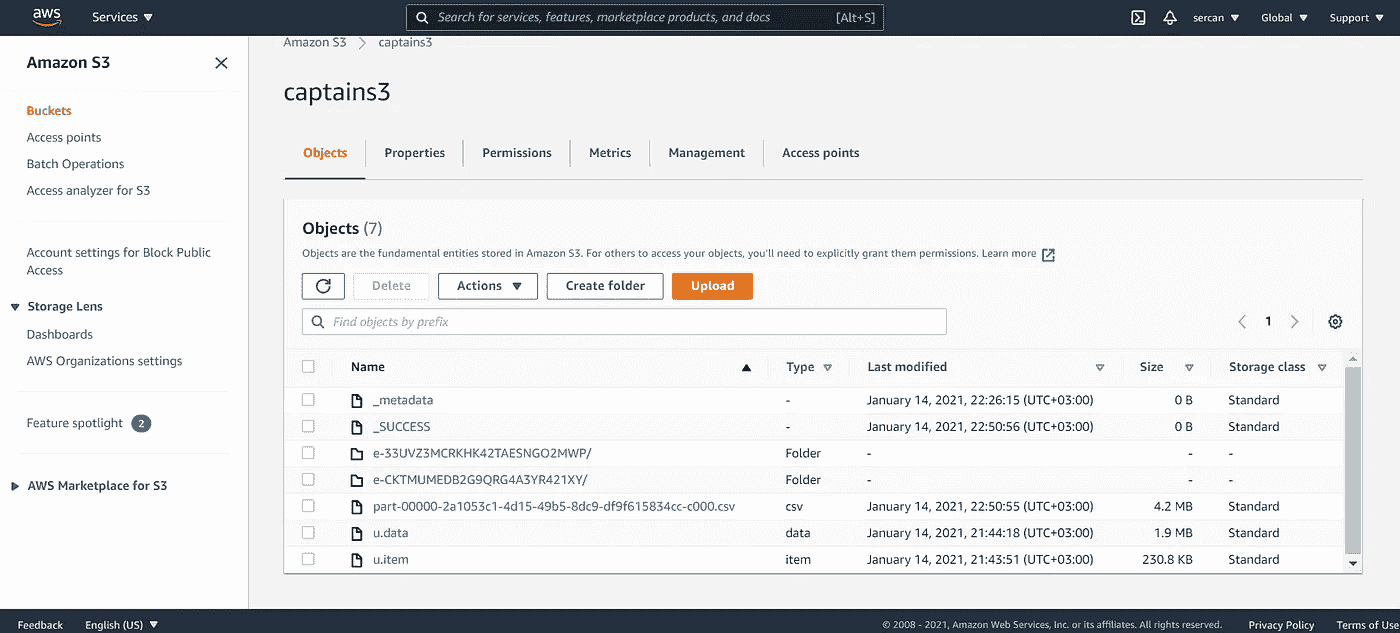 aws Services Search for services, features, marketplace products, and docs [Alt+S] sercan Global Support
Amazon S3
Buckets
Access points
Batch Operations
Access analyzer for S3
Account settings for Block Public
Access
Storage Lens
Dashboards
AWS Organizations settings
Feature spotlight 2
AWS Marketplace for S3
Amazon S3 captains3
captains3
Objects Properties Permissions Metrics Management Access points
Objects (7)
Objects are the fundamental entities stored in Amazon S3. For others to access your objects, you'll need to explicitly grant them permissions. Learn more
Delete Actions Create folder Upload
Find objects by prefix 1
Name Type Last modified Size Storage class
_metadata - January 14, 2021, 22:26:15 (UTC+03:00) 0 B Standard
_SUCCESS - January 14, 2021, 22:50:56 (UTC+03:00) 0 B Standard
e-33UVZ3MCRKHK42TAESNGO2MWP/ Folder - - -
e-CKTMUMEDB2G9QRG4A3YR421XY/ Folder - - -
part-00000-2a1053c1-4d15-49b5-8dc9-df9f615834cc-c000.csv csv January 14, 2021, 22:50:55 (UTC+03:00) 4.2 MB Standard
u.data data January 14, 2021, 21:44:18 (UTC+03:00) 1.9 MB Standard
u.item item January 14, 2021, 21:43:51 (UTC+03:00) 230.8 KB Standard
Feedback English (US) © 2008 - 2021, Amazon Web Services, Inc. or its affiliates. All rights reserved. Privacy Policy Terms of Use